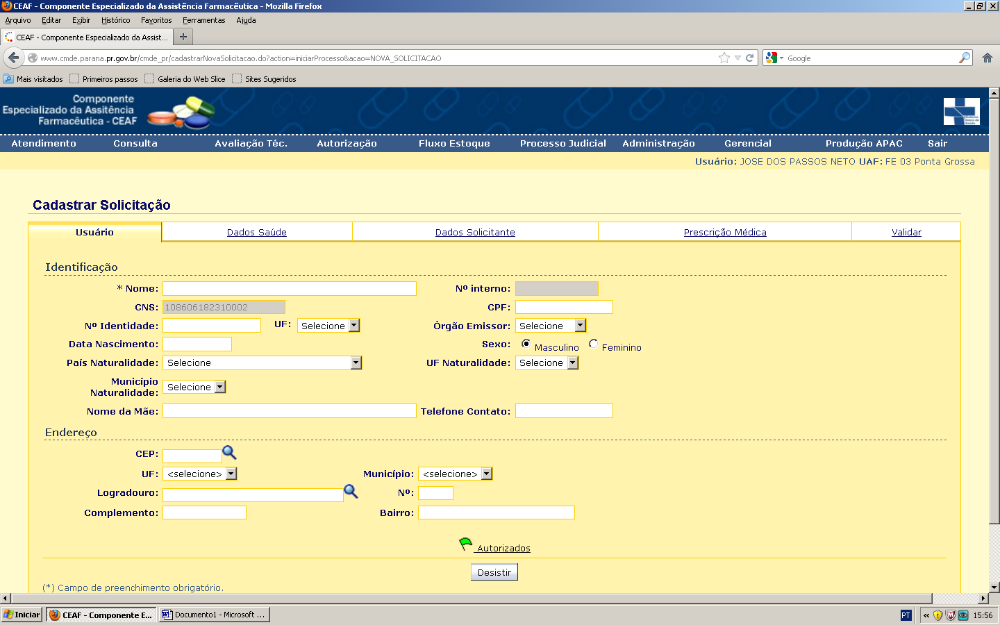 CEAF - Componente Especializado da Assistência Farmacêutica - Mozilla Firefox
Arquivo Editar Exibir Histórico Favoritos Ferramentas Ajuda
CEAF - Componente Especializado da Assist...
www.cmde.parana.pr.gov.br/cmde_pr/cadastrarNovaSolicitacao.do?action=iniciarProcesso&acao=NOVA_SOLICITACAO
Google
Mais visitados Primeiros passos Galeria do Web Slice Sites Sugeridos
Componente
Especializado da Assitência
Farmacêutica - CEAF
Atendimento Consulta Avaliação Téc. Autorização Fluxo Estoque Processo Judicial Administração Gerencial Produção APAC Sair
Usuário: JOSE DOS PASSOS NETO UAF: FE 03 Ponta Grossa
Cadastrar Solicitação
Usuário Dados Saúde Dados Solicitante Prescrição Médica Validar
Identificação
* Nome: Nº interno:
CNS: 108606182310002 CPF:
Nº Identidade: UF: Selecione Órgão Emissor: Selecione
Data Nascimento: Sexo: Masculino Feminino
País Naturalidade: Selecione UF Naturalidade: Selecione
Município
Naturalidade: Selecione
Nome da Mãe: Telefone Contato:
Endereço
CEP:
UF: <selecione> Município: <selecione>
Logradouro: Nº:
Complemento: Bairro:
Autorizados
Desistir
(*) Campo de preenchimento obrigatório.
Iniciar CEAF - Componente E... Documento1 - Microsoft ... PT « 15:56